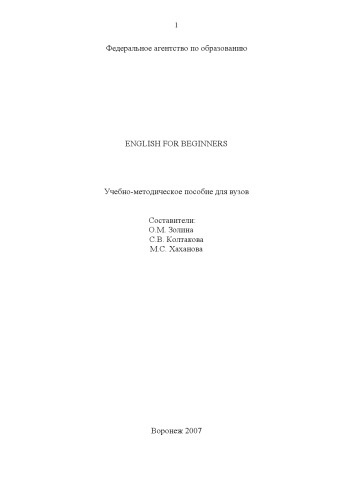 1
Федеральное агентство по образованию
ENGLISH FOR BEGINNERS
Учебно-методическое пособие для вузов
Составители:
О.М. Золина
С.В. Колтакова
М.С. Хаханова
Воронеж 2007